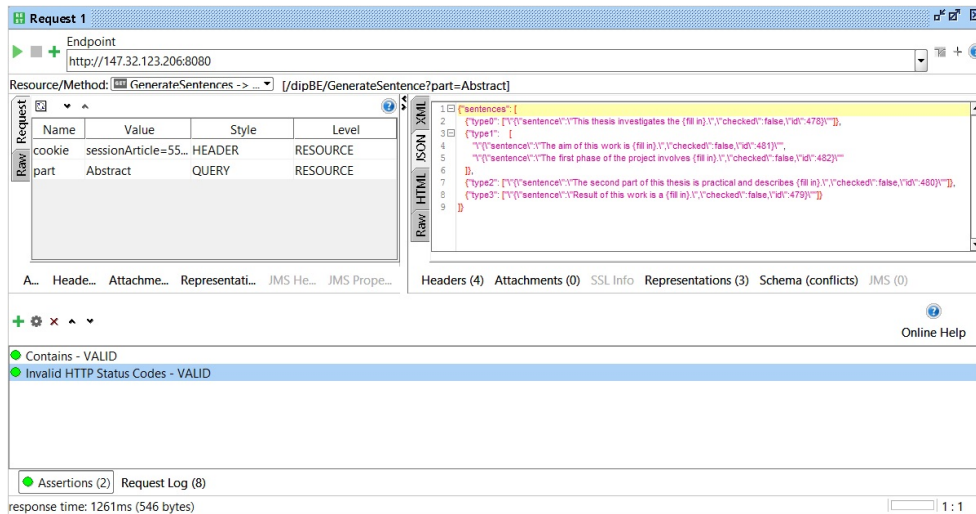 Request 1
Endpoint
http://147.32.123.206:8080
Resource/Method: GenerateSentences -> ... [/dipBE/GenerateSentence?part=Abstract]
Request
Raw
Name Value Style Level
cookie sessionArticle=55... HEADER RESOURCE
part Abstract QUERY RESOURCE
A... Heade... Attachme... Representati... JMS He... JMS Prope...
XML
JSON
HTML
Raw
1 {"sentences": [
2 {"type0": ["\"{\"sentence\":\"This thesis investigates the {fill in}.\",\"checked\":false,\"id\":478}\""]},
3 {"type1": [
4 "\"{\"sentence\":\"The aim of this work is {fill in}.\",\"checked\":false,\"id\":481}\"",
5 "\"{\"sentence\":\"The first phase of the project involves {fill in}.\",\"checked\":false,\"id\":482}\""
6 ]},
7 {"type2": ["\"{\"sentence\":\"The second part of this thesis is practical and describes {fill in}.\",\"checked\":false,\"id\":480}\""]},
8 {"type3": ["\"{\"sentence\":\"Result of this work is a {fill in}.\",\"checked\":false,\"id\":479}\""]}
9 ]}
Headers (4) Attachments (0) SSL Info Representations (3) Schema (conflicts) JMS (0)
Online Help
Contains - VALID
Invalid HTTP Status Codes - VALID
Assertions (2) Request Log (8)
response time: 1261ms (546 bytes)
1 : 1